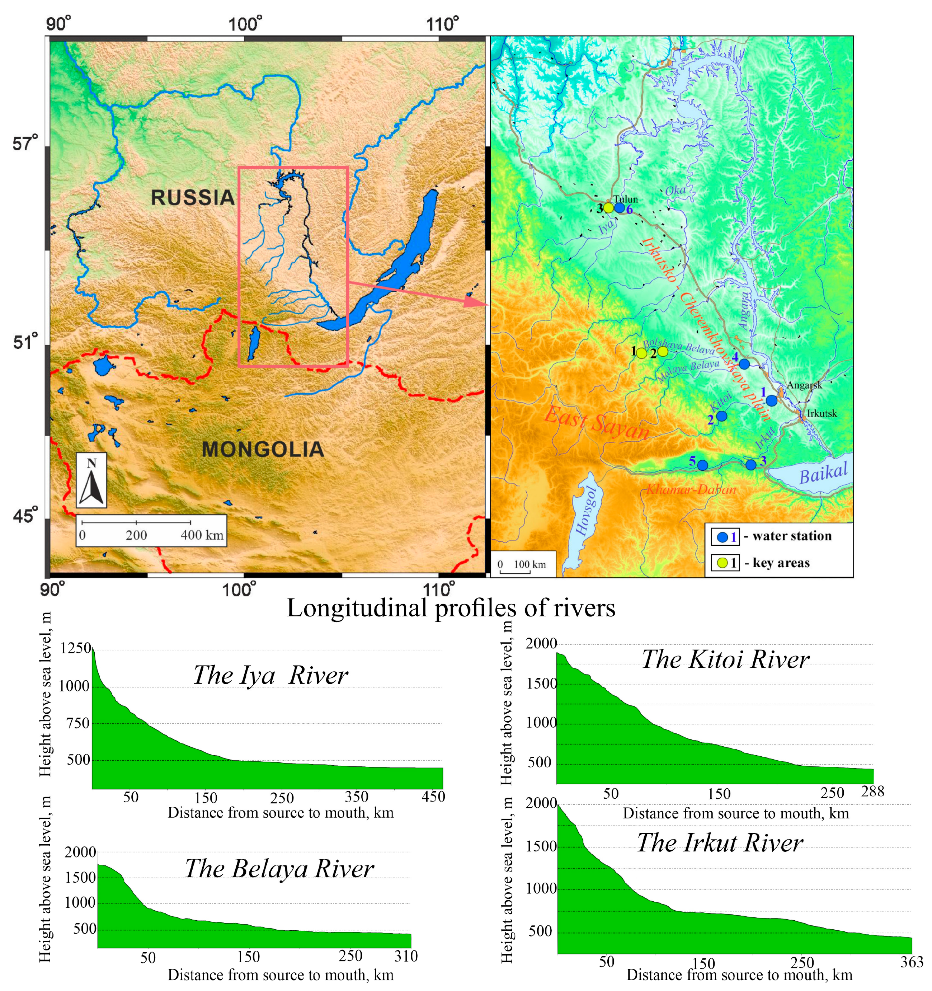 90° 100° 110°
57°
51°
45°
RUSSIA
MONGOLIA
N
0 200 400 km
90° 100° 110°
Oka
3 Tulun 6
Iya
Irkutsko-Cheremkhovskaya plain
Angara
1 2 Bolshaya Belaya
Malaya Belaya
4
Angarsk
1
Irkutsk
Kitoi
2
East Sayan
Irkut
5 3
Baikal
Khamar-Daban
Hovsgol
1 - water station
1 - key areas
0 100 km
Longitudinal profiles of rivers
The Iya River
Height above sea level, m
1250
1000
750
500
50 150 250 350 450
Distance from source to mouth, km
The Kitoi River
Height above sea level, m
2000
1500
1000
500
50 150 250 288
Distance from source to mouth, km
The Belaya River
Height above sea level, m
2000
1500
1000
500
50 150 250 310
Distance from source to mouth, km
The Irkut River
Height above sea level, m
2000
1500
1000
500
50 150 250 363
Distance from source to mouth, km